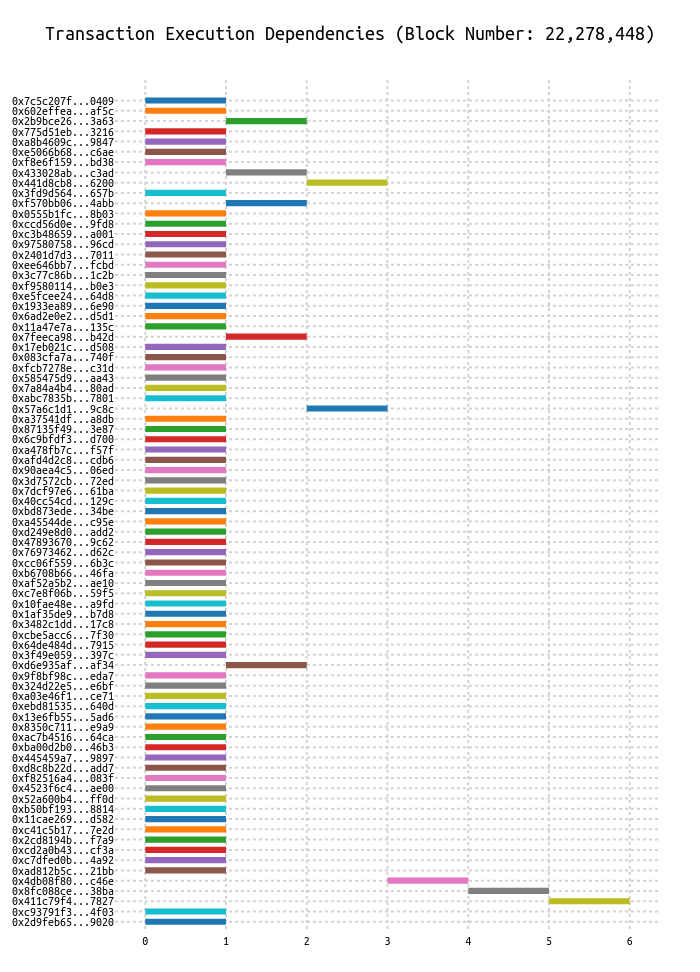 Transaction Execution Dependencies (Block Number: 22,278,448)
0x7c5c207f...0409
0x602effea...af5c
0x2b9bce26...3a63
0x775d51eb...3216
0xa8b4609c...9847
0xe5066b68...c6ae
0xf8e6f159...bd38
0x433028ab...c3ad
0x441d8cb8...6200
0x3fd9d564...657b
0xf570bb06...4abb
0x0555b1fc...8b03
0xccd56d0e...9fd8
0xc3b48659...a001
0x97580758...96cd
0x2401d7d3...7011
0xee646bb7...fcbd
0x3c77c86b...1c2b
0xf9580114...b0e3
0xe5fcee24...64d8
0x1933ea89...6e90
0x6ad2e0e2...d5d1
0x11a47e7a...135c
0x7feeca98...b42d
0x17eb021c...d508
0x083cfa7a...740f
0xfcb7278e...c31d
0x585475d9...aa43
0x7a84a4b4...80ad
0xabc7835b...7801
0x57a6c1d1...9c8c
0xa37541df...a8db
0x87135f49...3e87
0x6c9bfdf3...d700
0xa478fb7c...f57f
0xafd4d2c8...cdb6
0x90aea4c5...06ed
0x3d7572cb...72ed
0x7dcf97e6...61ba
0x40cc54cd...129c
0xbd873ede...34be
0xa45544de...c95e
0xd249e8d0...add2
0x47893670...9c62
0x76973462...d62c
0xcc06f559...6b3c
0xb6708b66...46fa
0xaf52a5b2...ae10
0xc7e8f06b...59f5
0x10fae48e...a9fd
0x1af35de9...b7d8
0x3482c1dd...17c8
0xcbe5acc6...7f30
0x64de484d...7915
0x3f49e059...397c
0xd6e935af...af34
0x9f8bf98c...eda7
0x324d22e5...e6bf
0xa03e46f1...ce71
0xebd81535...640d
0x13e6fb55...5ad6
0x8350c711...e9a9
0xac7b4516...64ca
0xba00d2b0...46b3
0x445459a7...9897
0xd8c8b22d...add7
0xf82516a4...083f
0x4523f6c4...ae00
0x52a600b4...ff0d
0xb50bf193...8814
0x11cae269...d582
0xc41c5b17...7e2d
0x2cd8194b...f7a9
0xcd2a0b43...cf3a
0xc7dfed0b...4a92
0xad812b5c...21bb
0x4db08f80...c46e
0x8fc088ce...38ba
0x411c79f4...7827
0xc93791f3...4f03
0x2d9feb65...9020
0 1 2 3 4 5 6